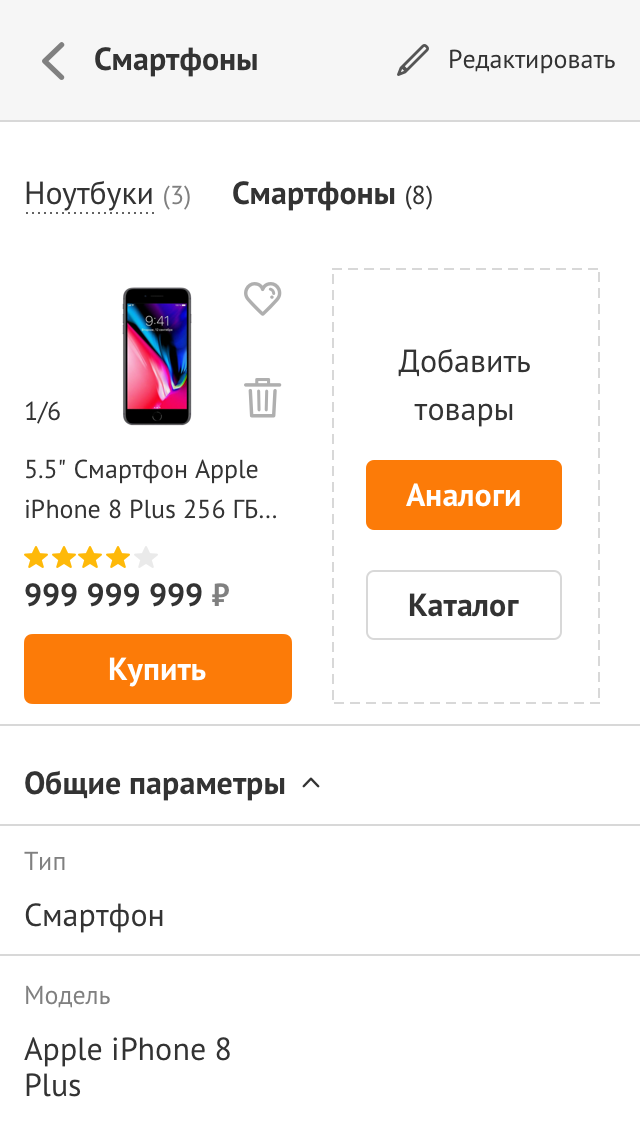 Смартфоны
Редактировать
Ноутбуки (3)
Смартфоны (8)
9:41
1/6
5.5" Смартфон Apple
iPhone 8 Plus 256 ГБ...
999 999 999 ₽
Купить
Добавить
товары
Аналоги
Каталог
Общие параметры
Тип
Смартфон
Модель
Apple iPhone 8
Plus